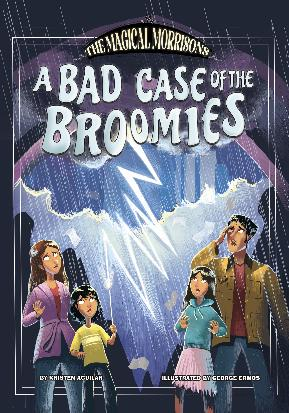 THE MAGICAL MORRISONS
A BAD CASE OF THE
BROOMIES
BY KRISTEN AGUILAR
ILLUSTRATED BY GEORGE ERMOS